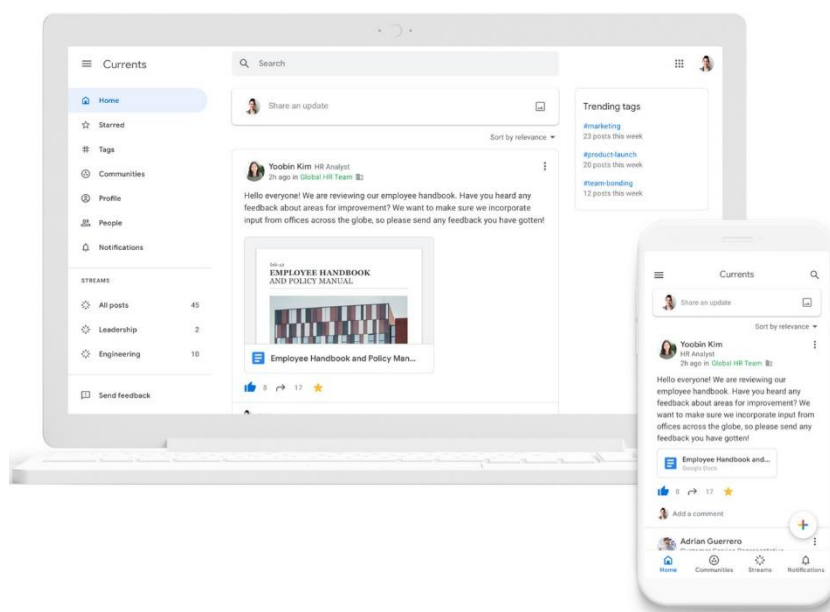 Currents
Search
Home
Starred
Tags
Communities
Profile
People
Notifications
STREAMS
All posts 45
Leadership 2
Engineering 10
Send feedback
Share an update
Sort by relevance
Yoobin Kim HR Analyst
2h ago in Global HR Team
Hello everyone! We are reviewing our employee handbook. Have you heard any
feedback about areas for improvement? We want to make sure we incorporate
input from offices across the globe, so please send any feedback you have gotten!
EMPLOYEE HANDBOOK
AND POLICY MANUAL
Employee Handbook and Policy Man...
8 17
Trending tags
#marketing
23 posts this week
#product-launch
20 posts this week
#team-bonding
12 posts this week
Currents
Share an update
Sort by relevance
Yoobin Kim
HR Analyst
2h ago in Global HR Team
Hello everyone! We are reviewing our
employee handbook. Have you heard any
feedback about areas for improvement? We
want to make sure we incorporate input from
offices across the globe, so please send any
feedback you have gotten!
Employee Handbook and...
Google Docs
8 17
Add a comment
Adrian Guerrero
Customer Service Representative
Home Communities Streams Notifications